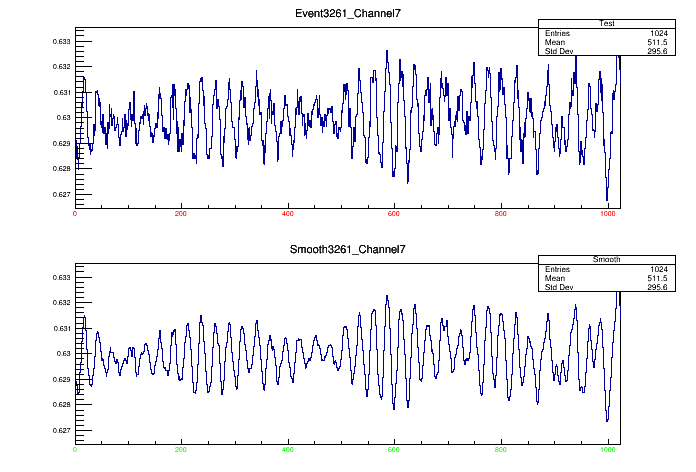 Event3261_Channel7
Test
Entries 1024
Mean 511.5
Std Dev 295.6
0.633
0.632
0.631
0.63
0.629
0.628
0.627
0 200 400 600 800 1000
Smooth3261_Channel7
Smooth
Entries 1024
Mean 511.5
Std Dev 295.6
0.633
0.632
0.631
0.63
0.629
0.628
0.627
0 200 400 600 800 1000